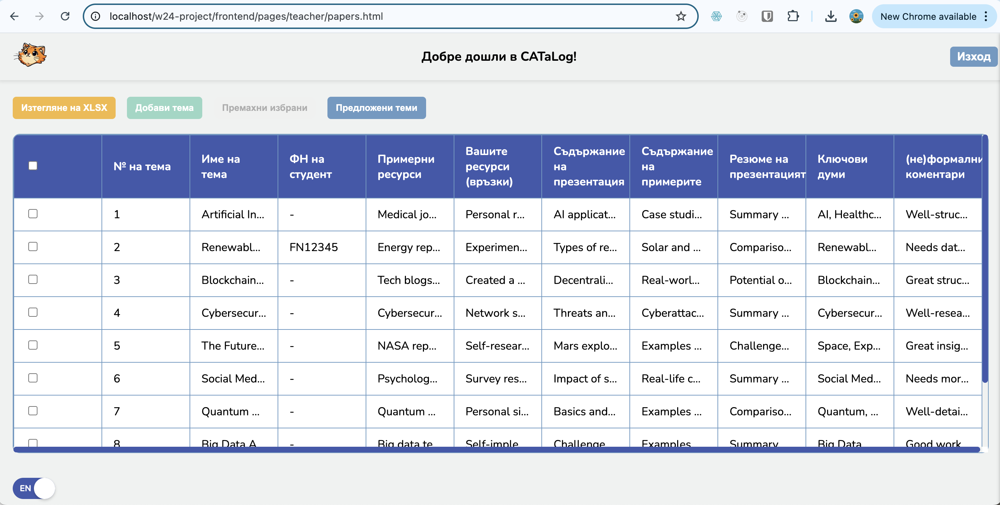 localhost/w24-project/frontend/pages/teacher/papers.html
New Chrome available
Добре дошли в CATaLog!
Изход
Изтегляне на XLSX
Добави тема
Премахни избрани
Предложени теми
№ на тема
Име на
тема
ФН на
студент
Примерни
ресурси
Вашите
ресурси
(връзки)
Съдържание
на
презентация
Съдържание
на
примерите
Резюме на
презентацият
Ключови
думи
(не)формални
коментари
1 Artificial In... - Medical jo... Personal r... AI applicat... Case studi... Summary ... AI, Healthc... Well-struc...
2 Renewabl... FN12345 Energy rep... Experimen... Types of re... Solar and ... Compariso... Renewabl... Needs dat...
3 Blockchain... - Tech blogs... Created a ... Decentrali... Real-worl... Potential o... Blockchain... Great struc...
4 Cybersecur... - Cybersecur... Network s... Threats an... Cyberattac... Summary ... Cybersecur... Well-resea...
5 The Future... - NASA rep... Self-resear... Mars explo... Examples ... Challenge... Space, Exp... Great insig...
6 Social Med... - Psycholog... Survey res... Impact of s... Real-life c... Summary ... Social Med... Needs mor...
7 Quantum ... - Quantum ... Personal si... Basics and... Examples ... Compariso... Quantum, ... Well-detai...
8 Big Data A - Big data te Self-imple Challenge Examples Summary Big Data Good work
EN